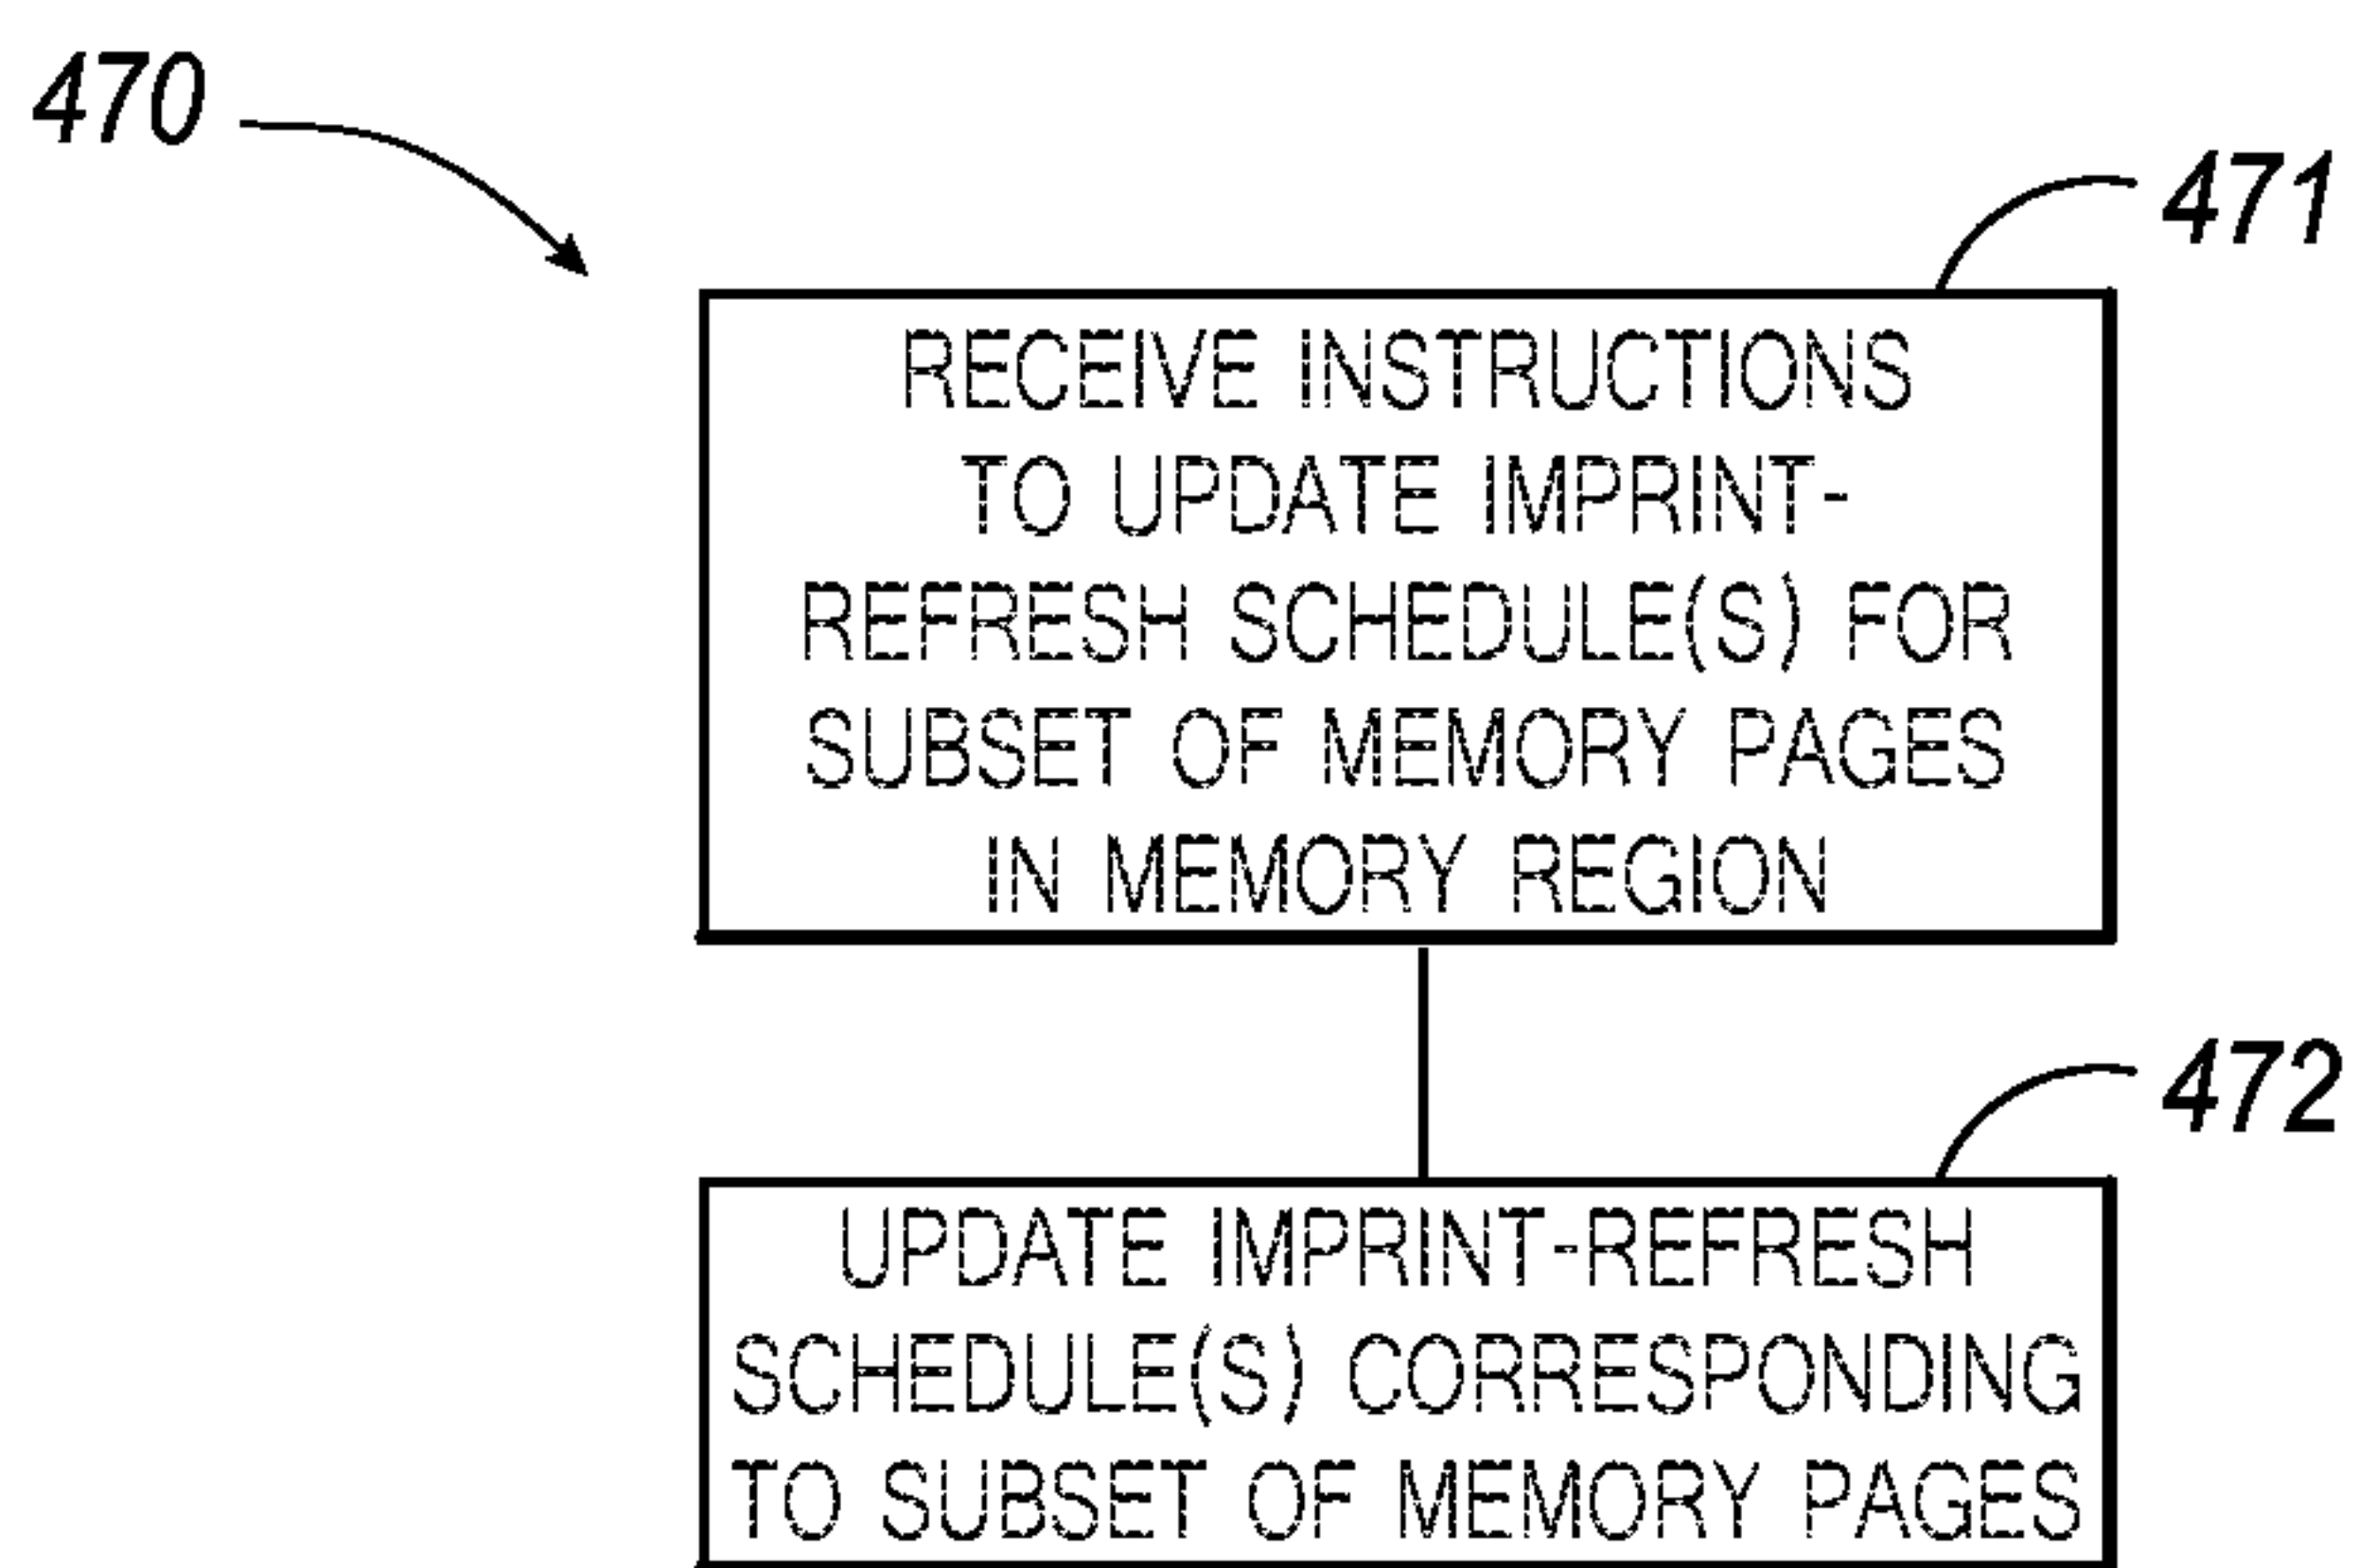 470
471
RECEIVE INSTRUCTIONS
TO UPDATE IMPRINT-
REFRESH SCHEDULE(S) FOR
SUBSET OF MEMORY PAGES
IN MEMORY REGION
472
UPDATE IMPRINT-REFRESH
SCHEDULE(S) CORRESPONDING
TO SUBSET OF MEMORY PAGES